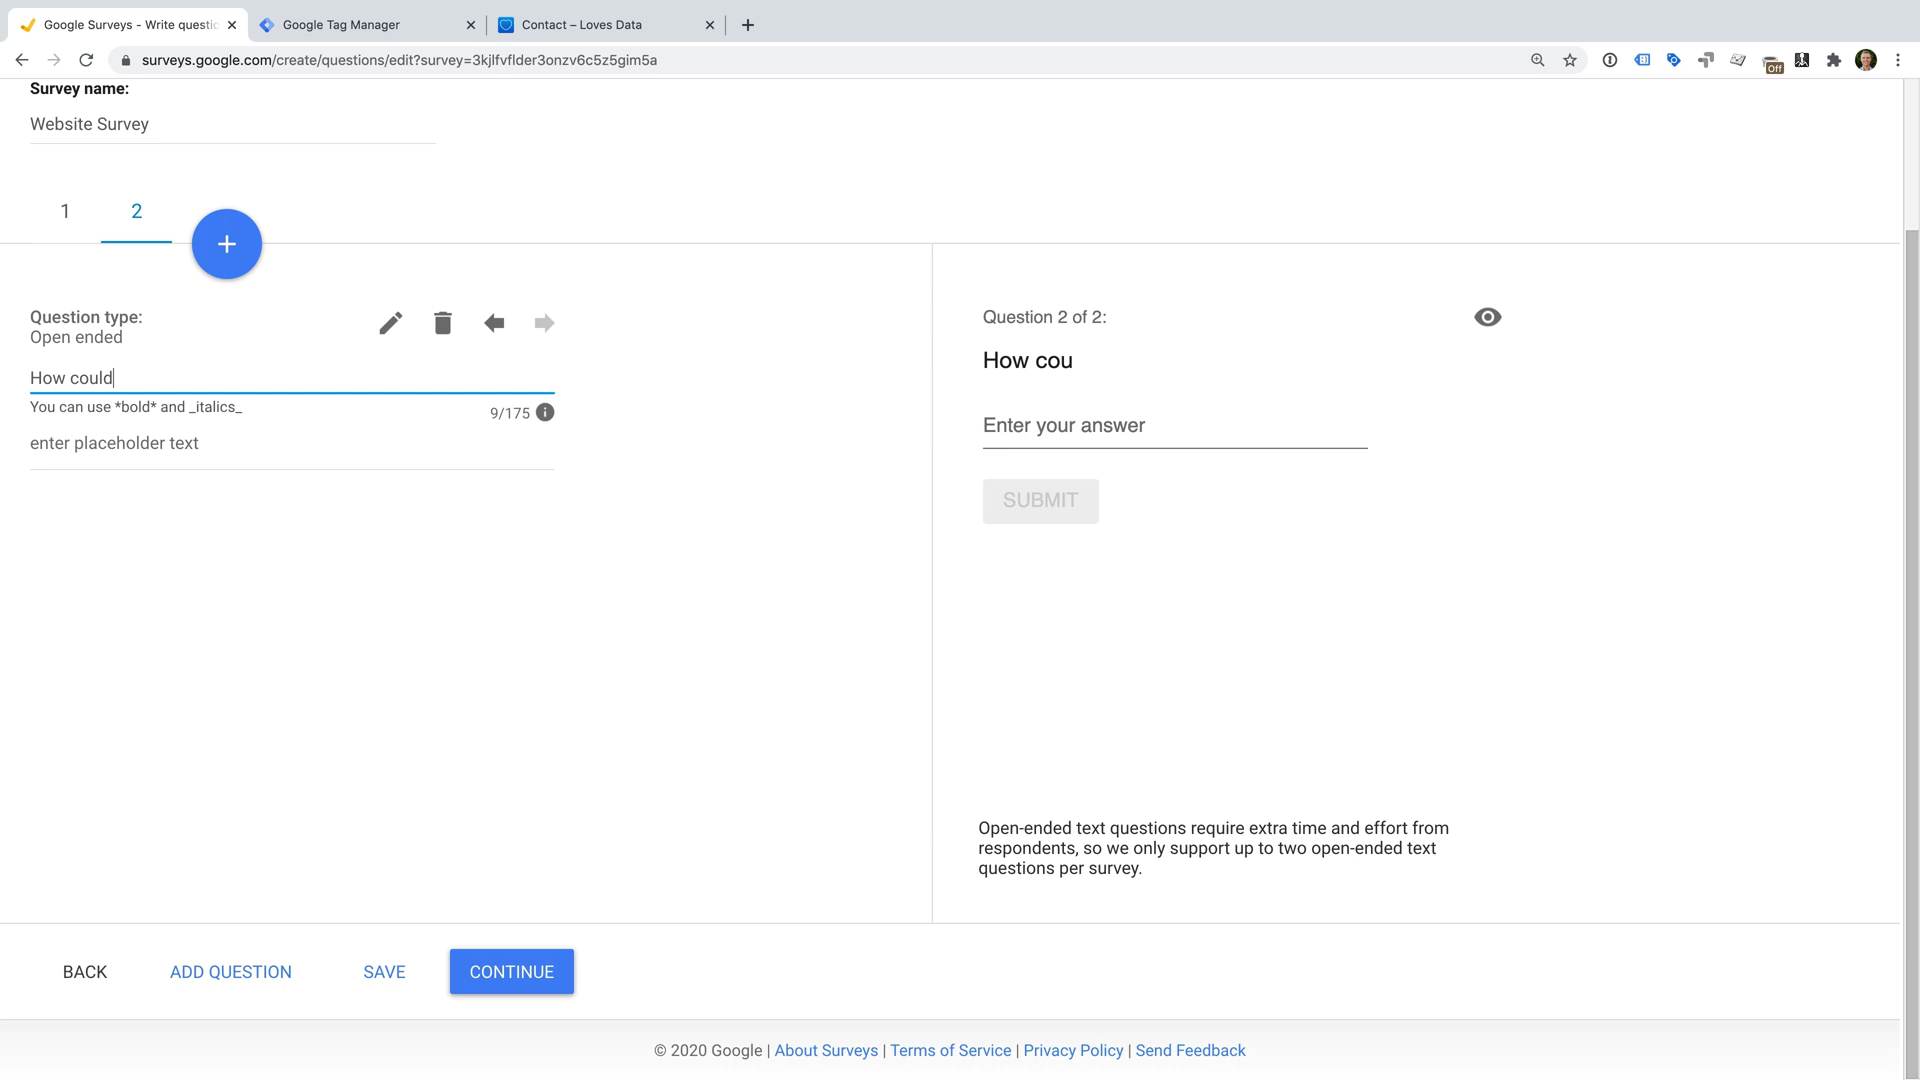 Google Surveys - Write questio
Google Tag Manager
Contact – Loves Data
surveys.google.com/create/questions/edit?survey=3kjlfvflder3onzv6c5z5gim5a
Off
Survey name:
Website Survey
1
2
+
Question type:
Open ended
How could
You can use *bold* and _italics_
9/175
enter placeholder text
Question 2 of 2:
How cou
Enter your answer
SUBMIT
Open-ended text questions require extra time and effort from
respondents, so we only support up to two open-ended text
questions per survey.
BACK
ADD QUESTION
SAVE
CONTINUE
© 2020 Google | About Surveys | Terms of Service | Privacy Policy | Send Feedback